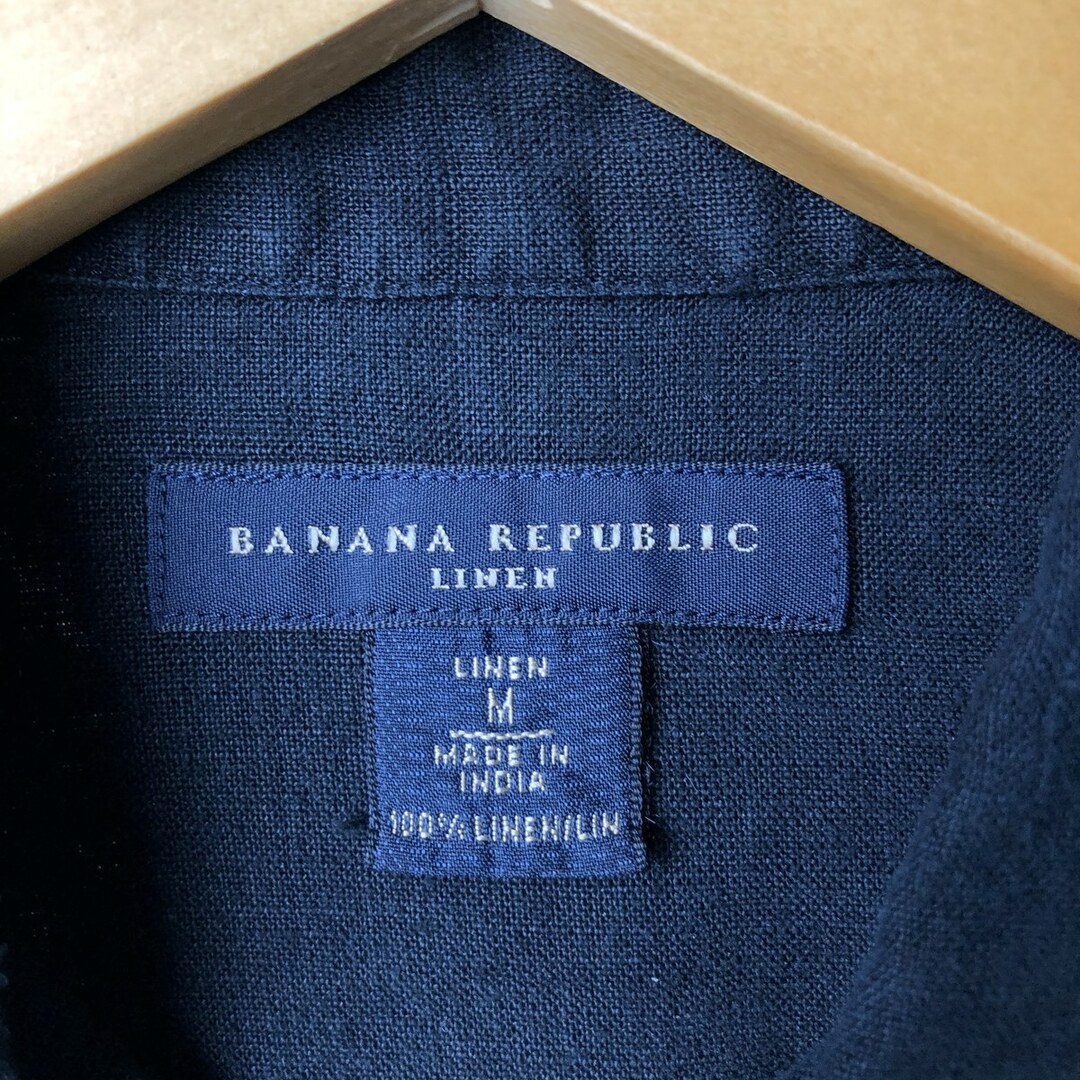 BANANA REPUBLIC
LINEN
LINEN
M
MADE IN
INDIA
100% LINEN/LIN